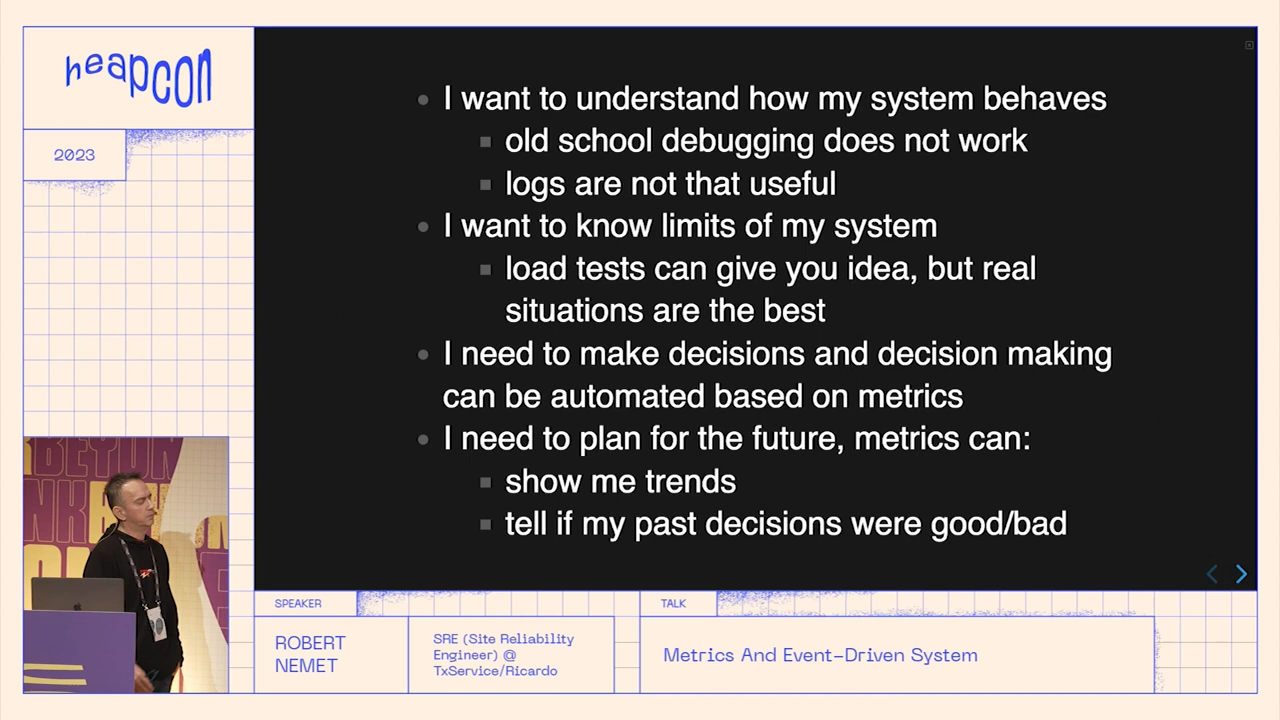 heapcon
2023
I want to understand how my system behaves
old school debugging does not work
logs are not that useful
I want to know limits of my system
load tests can give you idea, but real
situations are the best
I need to make decisions and decision making
can be automated based on metrics
I need to plan for the future, metrics can:
show me trends
tell if my past decisions were good/bad
BEYON
NK
SPEAKER
ROBERT
NEMET
SRE (Site Reliability
Engineer) @
TxService/Ricardo
TALK
Metrics And Event-Driven System